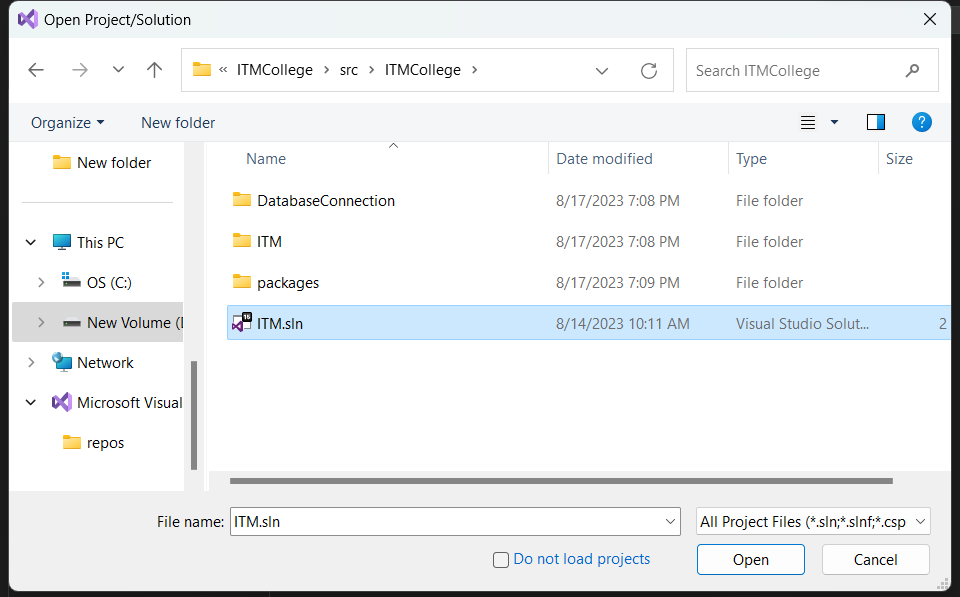 Open Project/Solution
« ITMCollege > src > ITMCollege >
Search ITMCollege
Organize
New folder
?
New folder
This PC
OS (C:)
New Volume (
Network
Microsoft Visual
repos
Name Date modified Type Size
DatabaseConnection 8/17/2023 7:08 PM File folder
ITM 8/17/2023 7:08 PM File folder
packages 8/17/2023 7:09 PM File folder
16
ITM.sln 8/14/2023 10:11 AM Visual Studio Solut... 2
File name: ITM.sln
All Project Files (*.sln;*.slnf;*.csp
Do not load projects
Open
Cancel